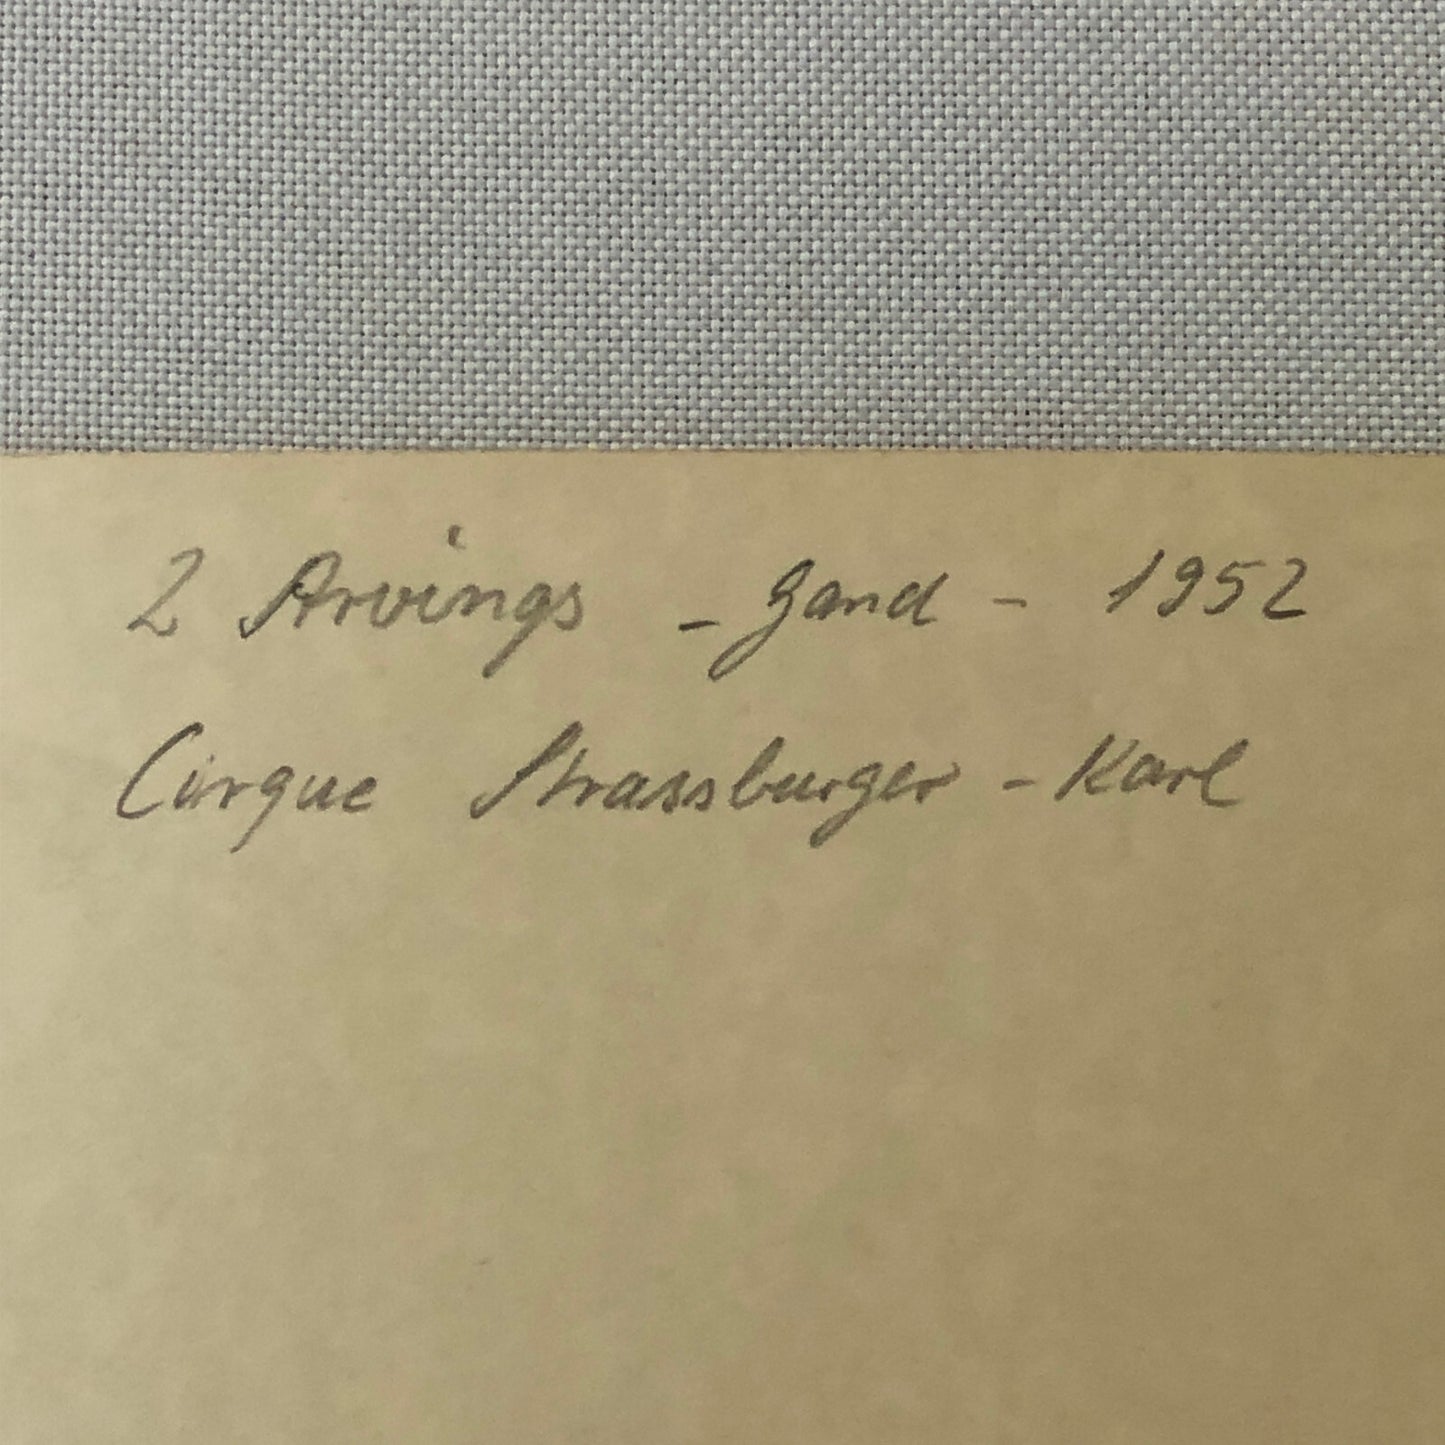 2 Arvings - Gand - 1952
Cirque Strassburger - Karl